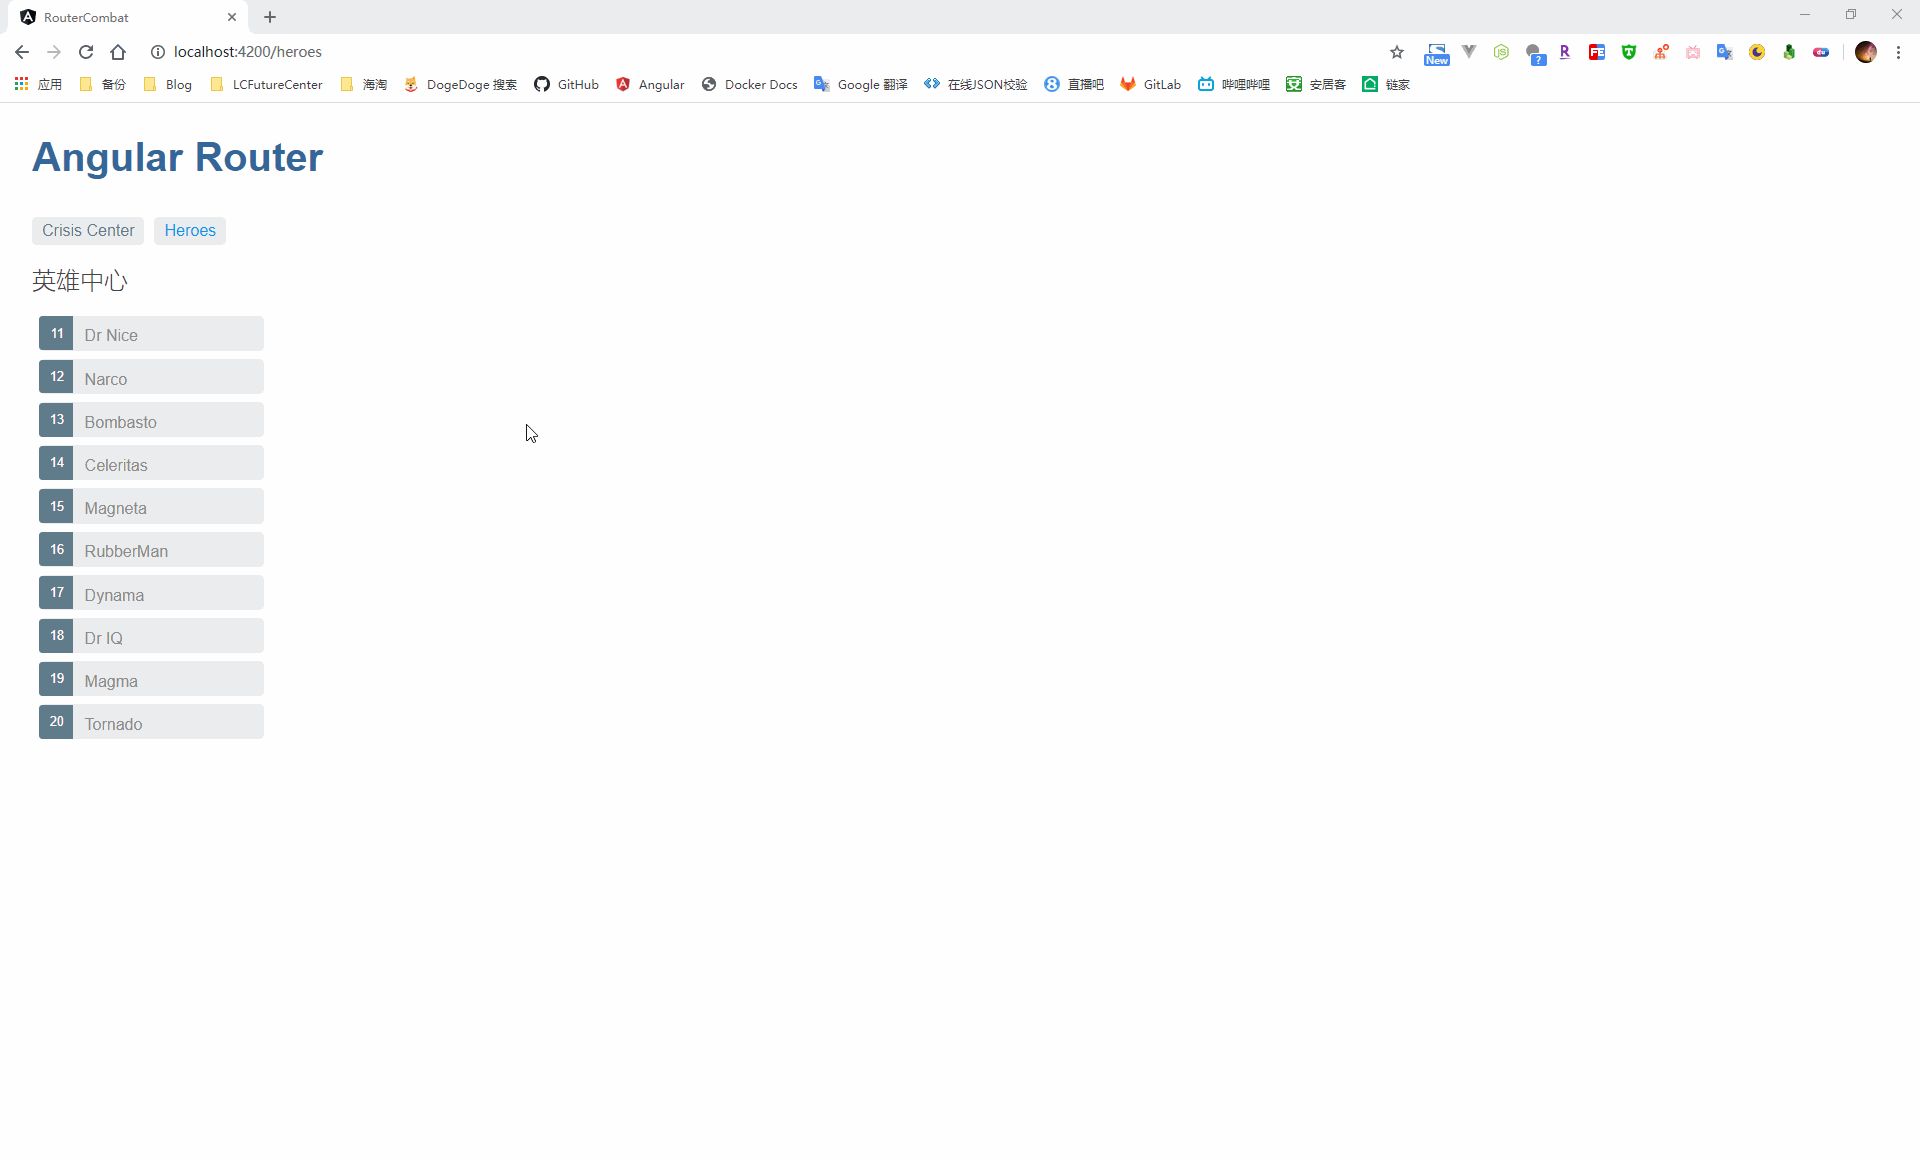 RouterCombat
localhost:4200/heroes
New
?
应用 备份 Blog LCFutureCenter 海淘 DogeDoge 搜索 GitHub Angular Docker Docs Google 翻译 在线JSON校验 直播吧 GitLab 哔哩哔哩 安居客 链家
Angular Router
Crisis Center Heroes
英雄中心
11 Dr Nice
12 Narco
13 Bombasto
14 Celeritas
15 Magneta
16 RubberMan
17 Dynama
18 Dr IQ
19 Magma
20 Tornado